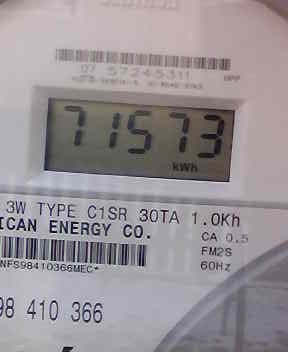 07 57245311
71573
kWh
3W TYPE C1SR 30TA 1.0Kh
ICAN ENERGY CO.
CA 0.5
FM2S
60Hz
NFS98410366MEC*
98 410 366